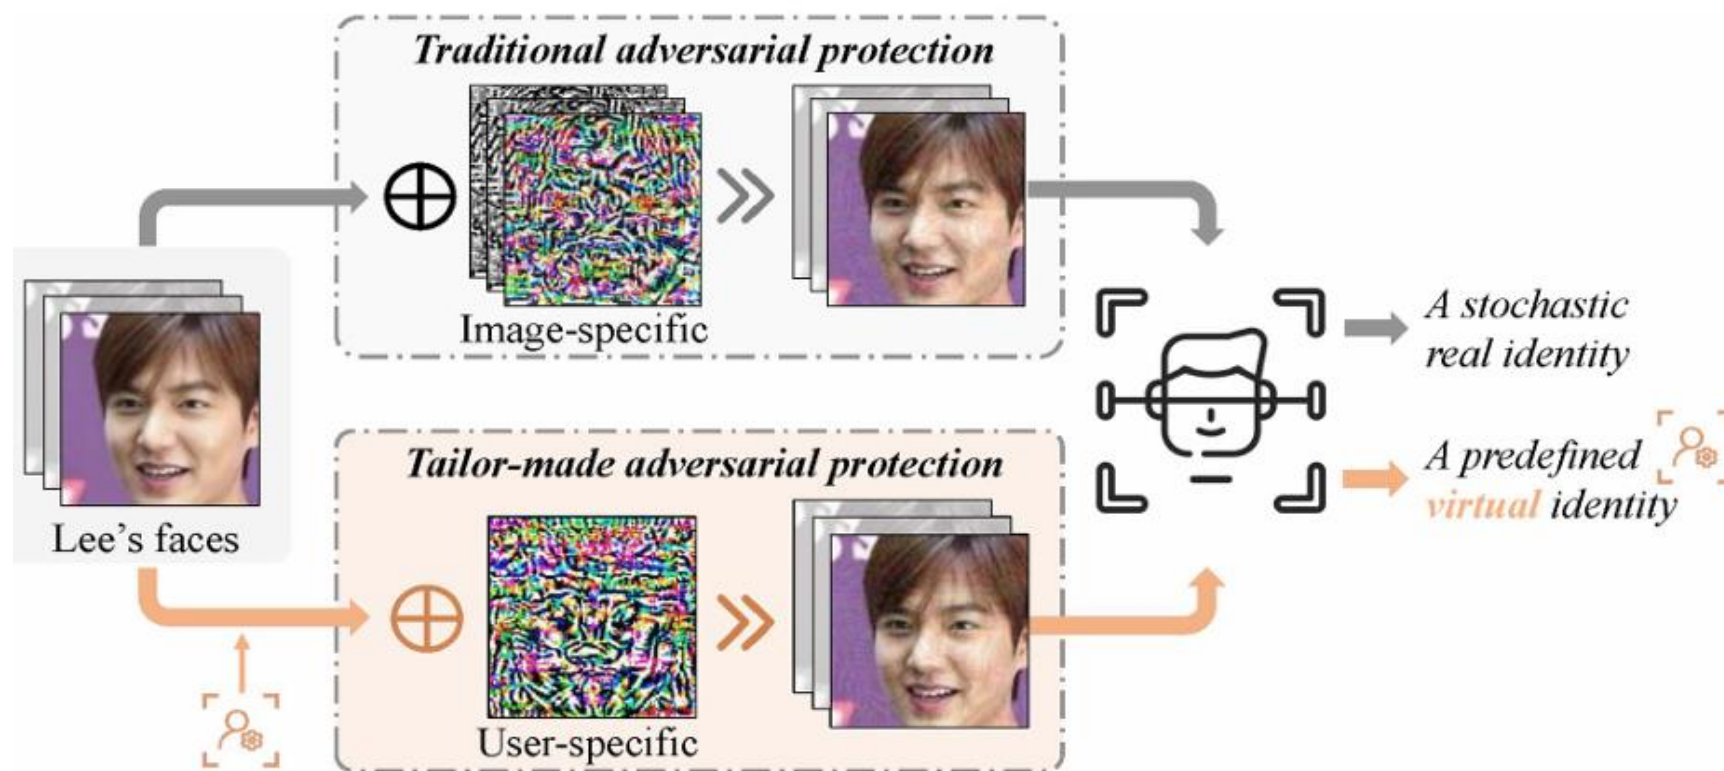 Traditional adversarial protection
Image-specific
Lee's faces
A stochastic
real identity
A predefined
virtual identity
Tailor-made adversarial protection
User-specific